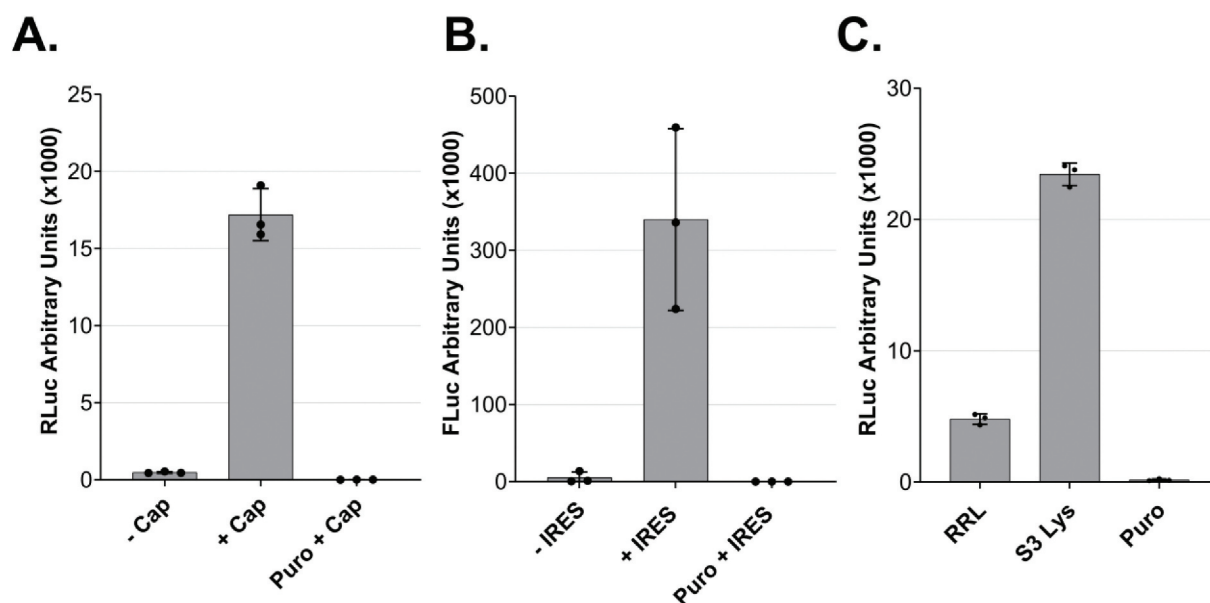 A.
RLuc Arbitrary Units (x1000)
25
20
15
10
5
0
- Cap
+ Cap
Puro + Cap
B.
FLuc Arbitrary Units (x1000)
500
400
300
200
100
0
- IRES
+ IRES
Puro + IRES
C.
RLuc Arbitrary Units (x1000)
30
20
10
0
RRL
S3 Lys
Puro